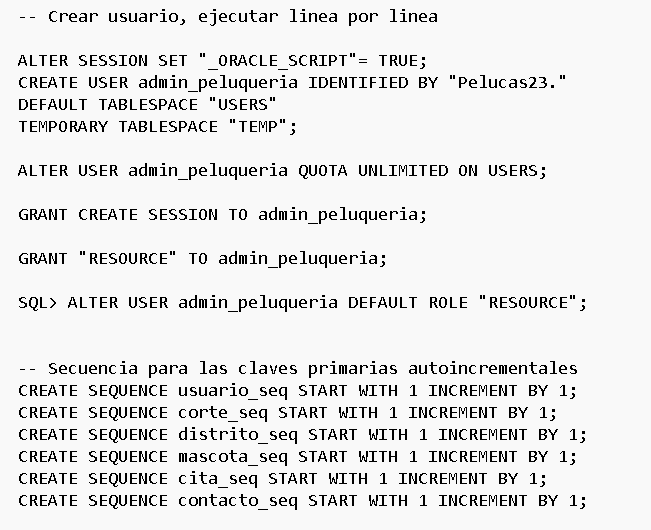 -- Crear usuario, ejecutar linea por linea
ALTER SESSION SET "_ORACLE_SCRIPT"= TRUE;
CREATE USER admin_peluqueria IDENTIFIED BY "Pelucas23."
DEFAULT TABLESPACE "USERS"
TEMPORARY TABLESPACE "TEMP";
ALTER USER admin_peluqueria QUOTA UNLIMITED ON USERS;
GRANT CREATE SESSION TO admin_peluqueria;
GRANT "RESOURCE" TO admin_peluqueria;
SQL> ALTER USER admin_peluqueria DEFAULT ROLE "RESOURCE";
-- Secuencia para las claves primarias autoincrementales
CREATE SEQUENCE usuario_seq START WITH 1 INCREMENT BY 1;
CREATE SEQUENCE corte_seq START WITH 1 INCREMENT BY 1;
CREATE SEQUENCE distrito_seq START WITH 1 INCREMENT BY 1;
CREATE SEQUENCE mascota_seq START WITH 1 INCREMENT BY 1;
CREATE SEQUENCE cita_seq START WITH 1 INCREMENT BY 1;
CREATE SEQUENCE contacto_seq START WITH 1 INCREMENT BY 1;